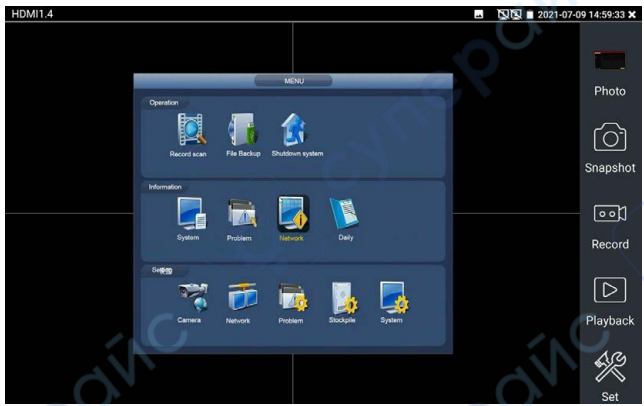 HDMI1.4
2021-07-09 14:59:33
MENU
Operation
Record scan
File Backup
Shutdown system
Information
System
Problem
Network
Daily
Camera
Network
Problem
Stockpile
System
Photo
Snapshot
Record
Playback
Set